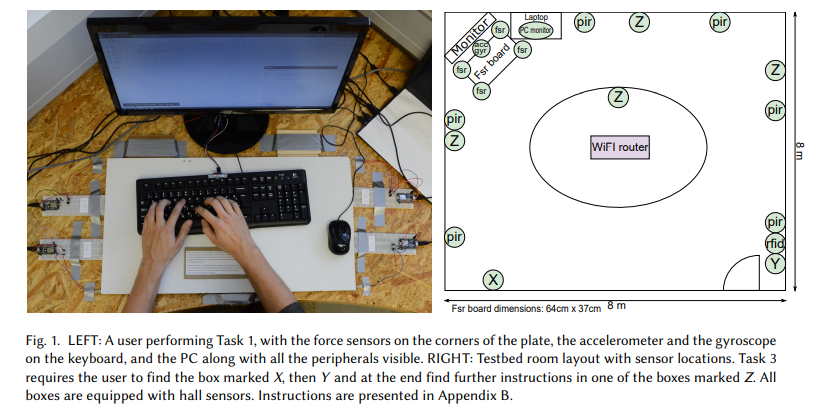 Monitor
fsr
Laptop
PC monitor
pir
Z
pir
acc
gyr
fsr
Fsr board
fsr
fsr
Z
pir
Z
pir
Z
WiFI router
8 m
pir
pir
rfid
Y
X
Fsr board dimensions: 64cm x 37cm
8 m
Fig. 1. LEFT: A user performing Task 1, with the force sensors on the corners of the plate, the accelerometer and the gyroscope
on the keyboard, and the PC along with all the peripherals visible. RIGHT: Testbed room layout with sensor locations. Task 3
requires the user to find the box marked X, then Y and at the end find further instructions in one of the boxes marked Z. All
boxes are equipped with hall sensors. Instructions are presented in Appendix B.